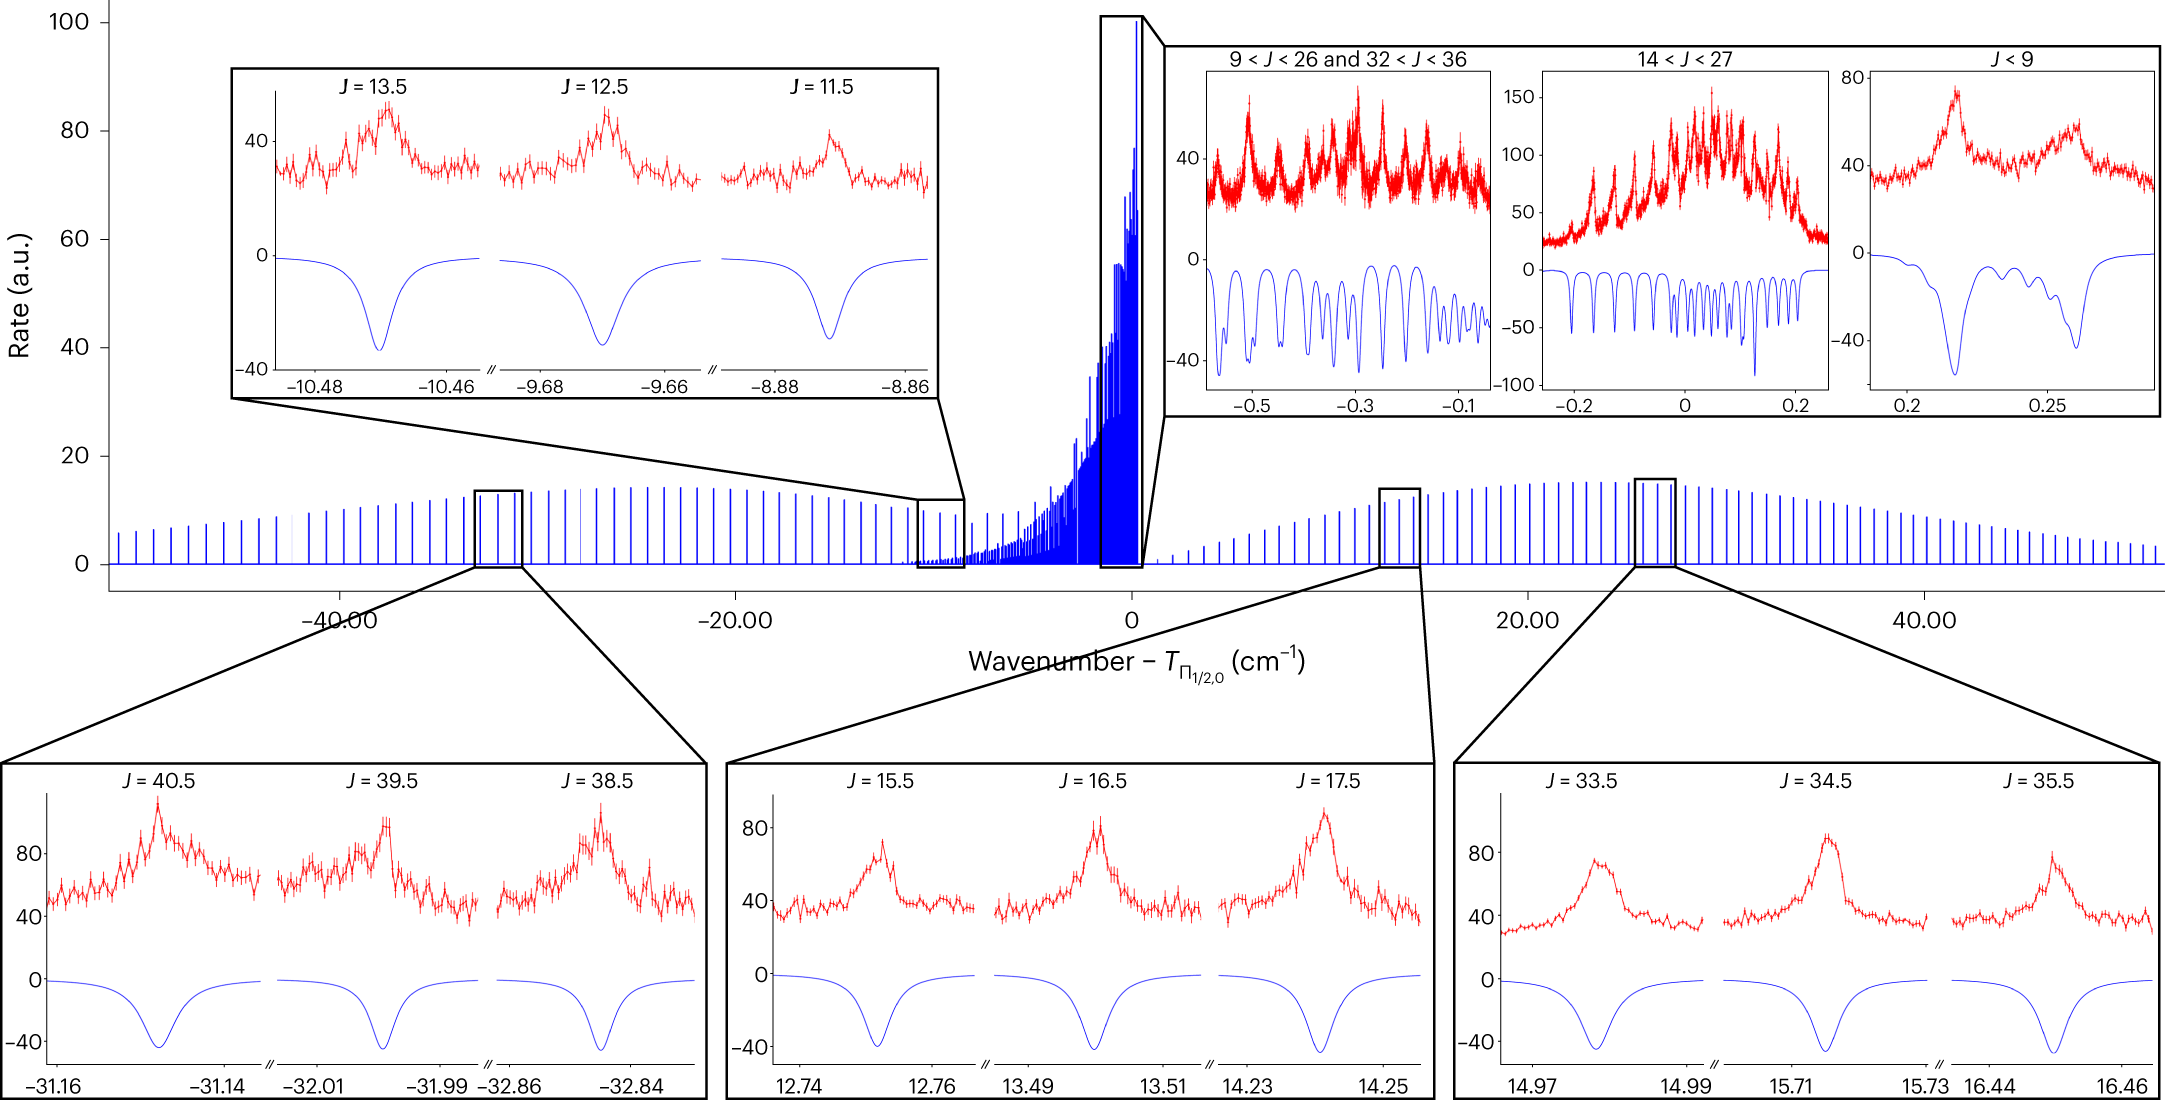 Rate (a.u.)
100
80
60
40
20
0
−40.00 −20.00 0 20.00 40.00
Wavenumber − T_Π1/2,0 (cm⁻¹)
J = 13.5 J = 12.5 J = 11.5
40
0
−40
−10.48 −10.46 // −9.68 −9.66 // −8.88 −8.86
9 < J < 26 and 32 < J < 36
40
0
−40
−0.5 −0.3 −0.1
14 < J < 27
150
100
50
0
−50
−100
−0.2 0 0.2
J < 9
80
40
0
−40
0.2 0.25
J = 40.5 J = 39.5 J = 38.5
80
40
0
−40
−31.16 −31.14 // −32.01 −31.99 // −32.86 −32.84
J = 15.5 J = 16.5 J = 17.5
80
40
0
−40
12.74 12.76 // 13.49 13.51 // 14.23 14.25
J = 33.5 J = 34.5 J = 35.5
80
40
0
−40
14.97 14.99 // 15.71 15.73 // 16.44 16.46